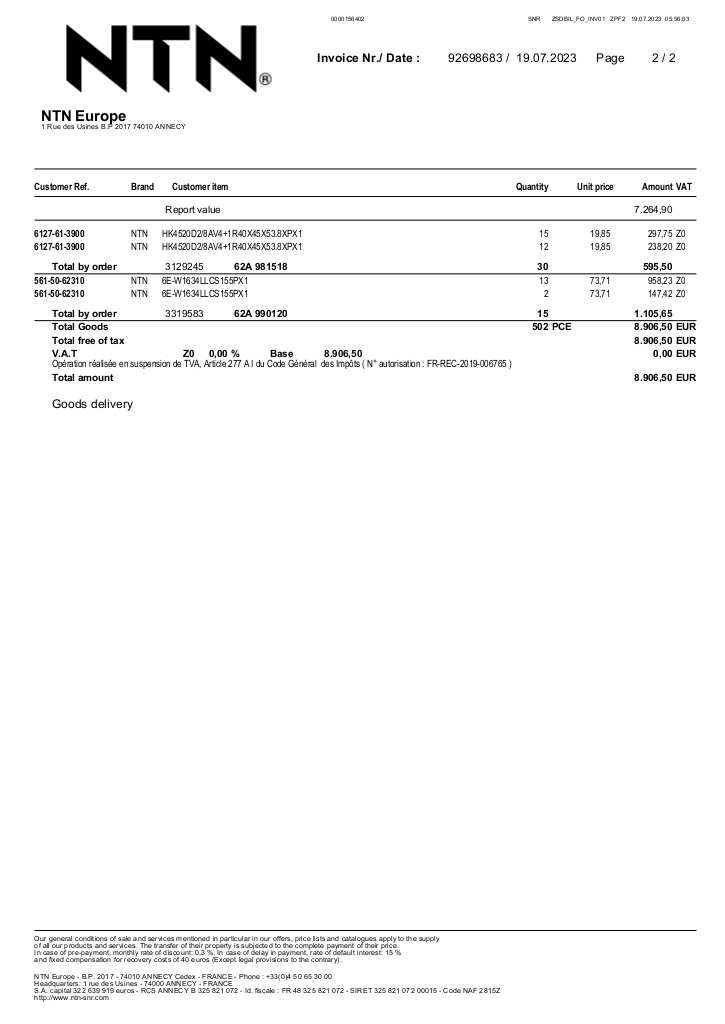 0000156402 SNR ZSDBIL_FO_INV01 ZPF2 19.07.2023 05:56:03
NTN®
Invoice Nr./ Date : 92698683 / 19.07.2023 Page 2 / 2
NTN Europe
1 Rue des Usines B.P 2017 74010 ANNECY
Customer Ref. Brand Customer item Quantity Unit price Amount VAT
Report value 7.264,90
6127-61-3900 NTN HK4520D2/8AV4+1R40X45X53.8XPX1 15 19,85 297,75 Z0
6127-61-3900 NTN HK4520D2/8AV4+1R40X45X53.8XPX1 12 19,85 238,20 Z0
Total by order 3129245 62A 981518 30 595,50
561-50-62310 NTN 6E-W1634LLCS155PX1 13 73,71 958,23 Z0
561-50-62310 NTN 6E-W1634LLCS155PX1 2 73,71 147,42 Z0
Total by order 3319583 62A 990120 15 1.105,65
Total Goods 502 PCE 8.906,50 EUR
Total free of tax 8.906,50 EUR
V.A.T Z0 0,00 % Base 8.906,50 0,00 EUR
Opération réalisée en suspension de TVA, Article 277 A I du Code Général des Impôts ( N° autorisation : FR-REC-2019-006765 )
Total amount 8.906,50 EUR
Goods delivery
Our general conditions of sale and services mentioned in particular in our offers, price lists and catalogues apply to the supply
of all our products and services. The transfer of their property is subjected to the complete payment of their price.
In case of pre-payment, monthly rate of discount: 0,3 %. In case of delay in payment, rate of default interest: 15 %
and fixed compensation for recovery costs of 40 euros (Except legal provisions to the contrary).
NTN Europe - B.P. 2017 - 74010 ANNECY Cedex - FRANCE - Phone : +33(0)4 50 65 30 00
Headquarters: 1 rue des Usines - 74000 ANNECY - FRANCE
S.A. capital 322 639 919 euros - RCS ANNECY B 325 821 072 - Id. fiscale : FR 48 325 821 072 - SIRET 325 821 072 00015 - Code NAF 2815Z
http://www.ntn-snr.com